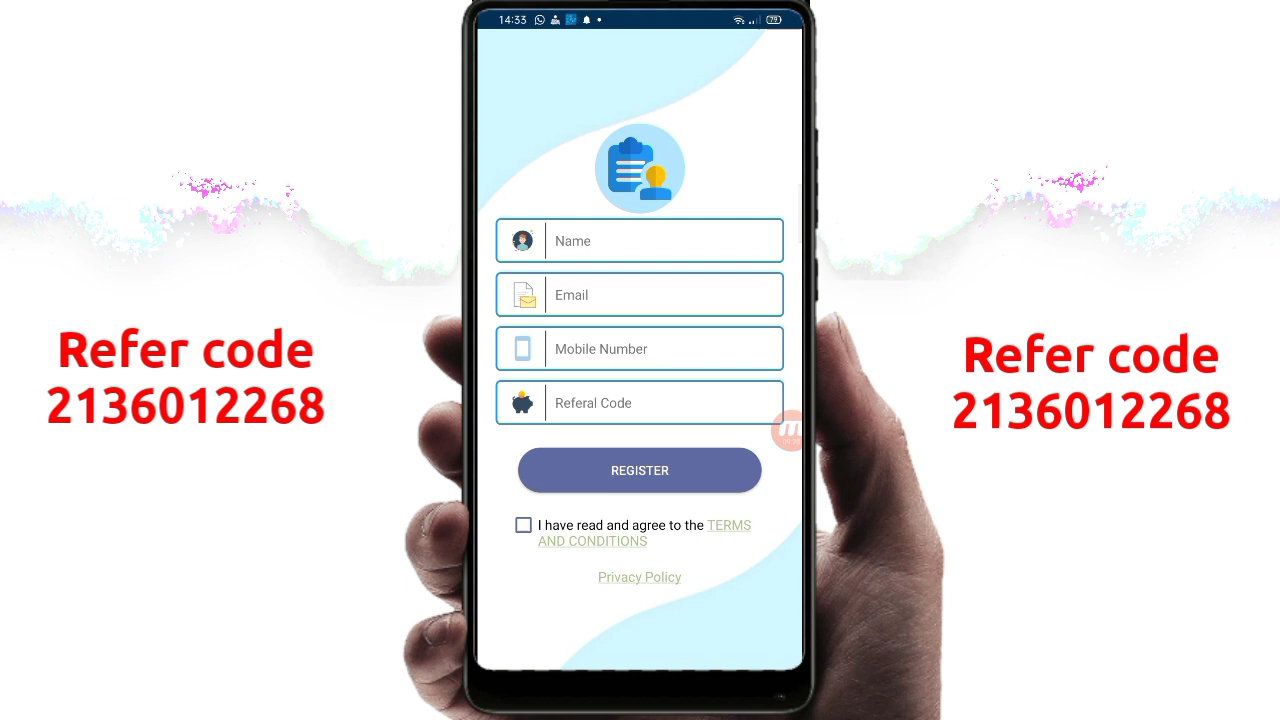 14:33
79
Name
Email
Refer code
2136012268
Mobile Number
Referal Code
Refer code
2136012268
REGISTER
I have read and agree to the TERMS
AND CONDITIONS
Privacy Policy